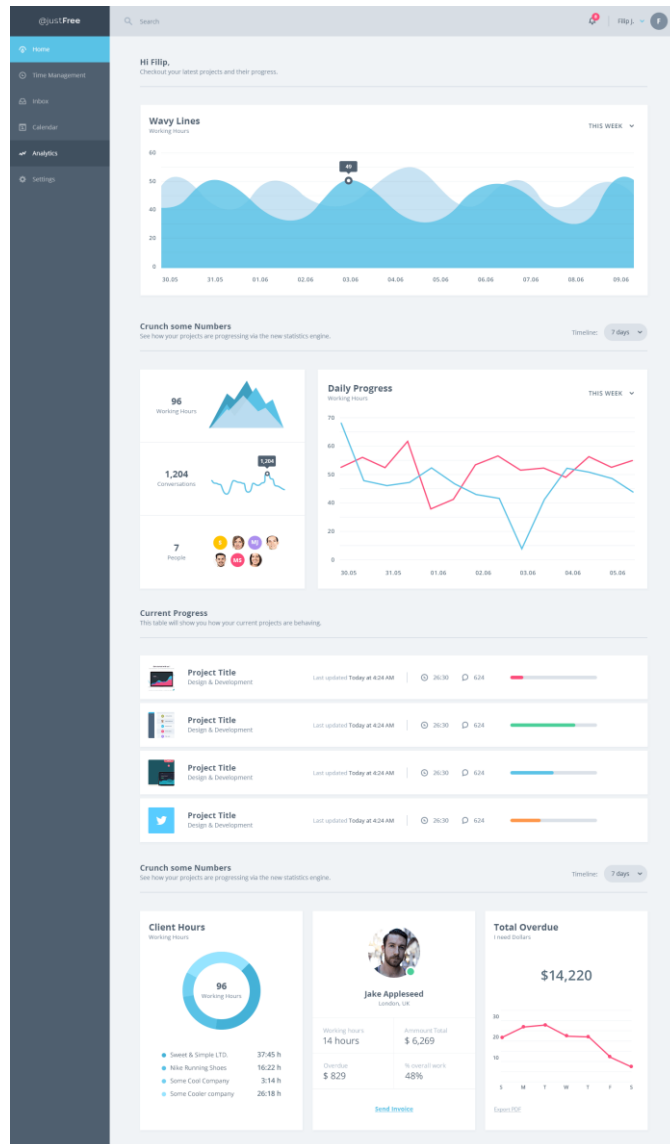 @justFree
Search
Filip J.
F
Home
Time Management
Inbox
Calendar
Analytics
Settings
Hi Filip,
Checkout your latest projects and their progress.
Wavy Lines
Working Hours
THIS WEEK
60
50
40
20
0
49
30.05 31.05 01.06 02.06 03.06 04.06 05.06 06.06 07.06 08.06 09.06
Crunch some Numbers
See how your projects are progressing via the new statistics engine.
Timeline: 7 days
96
Working Hours
1,204
Conversations
1,204
7
People
MJ
MS
Daily Progress
Working Hours
THIS WEEK
70
60
50
40
20
0
30.05 31.05 01.06 02.06 03.06 04.06 05.06
Current Progress
This table will show you how your current projects are behaving.
Project Title
Design & Development
Last updated Today at 4:24 AM 26:30 624
Project Title
Design & Development
Last updated Today at 4:24 AM 26:30 624
Project Title
Design & Development
Last updated Today at 4:24 AM 26:30 624
Project Title
Design & Development
Last updated Today at 4:24 AM 26:30 624
Crunch some Numbers
See how your projects are progressing via the new statistics engine.
Timeline: 7 days
Client Hours
Working Hours
96
Working Hours
Sweet & Simple LTD. 37:45 h
Nike Running Shoes 16:22 h
Some Cool Company 3:14 h
Some Cooler company 26:18 h
Jake Appleseed
London, UK
Working hours
14 hours
Ammount Total
$ 6,269
Overdue
$ 829
% overall work
48%
Send Invoice
Total Overdue
I need Dollars
$14,220
30
20
10
S M T W T F S
Export PDF